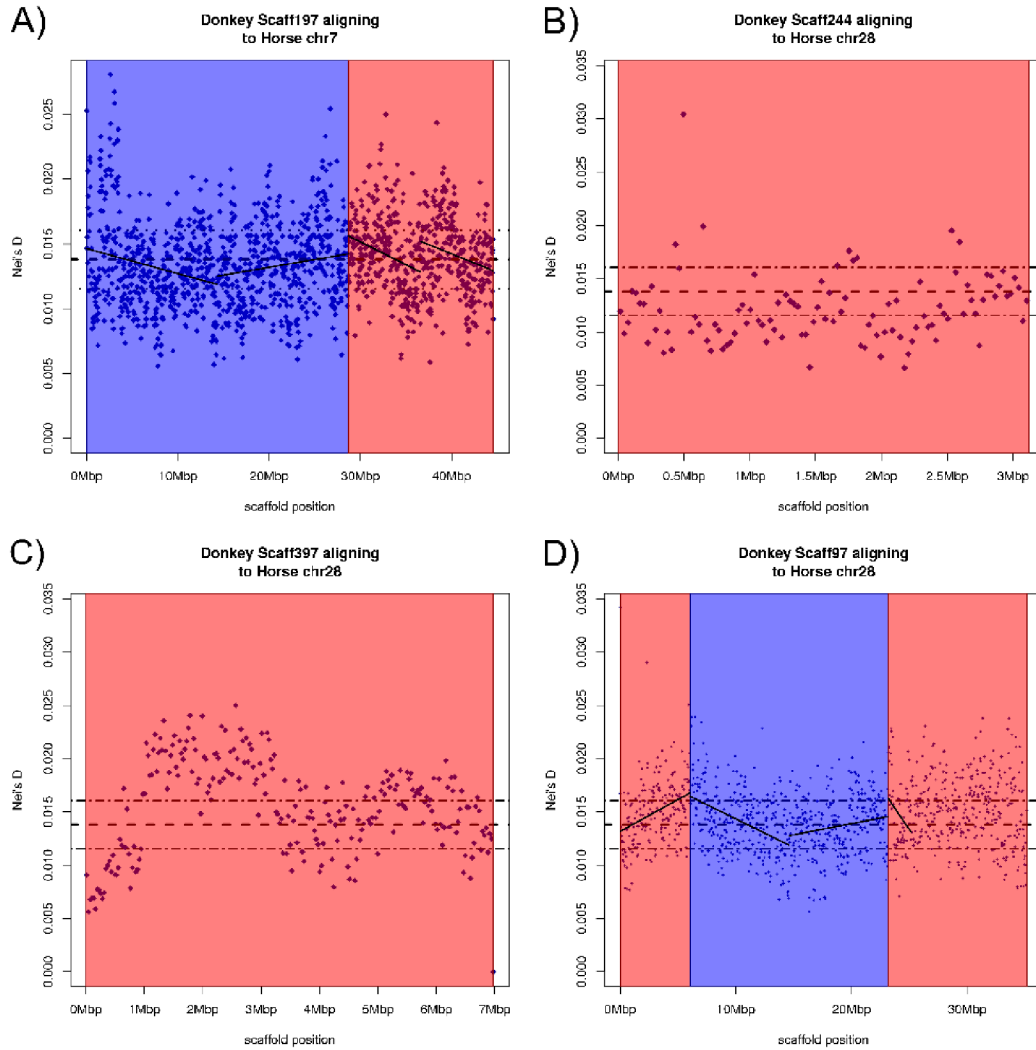 A)
Donkey Scaff197 aligning
to Horse chr7
Nei's D
0.000
0.005
0.010
0.015
0.020
0.025
0Mbp
10Mbp
20Mbp
30Mbp
40Mbp
scaffold position
B)
Donkey Scaff244 aligning
to Horse chr28
Nei's D
0.000
0.005
0.010
0.015
0.020
0.025
0.030
0.035
0Mbp
0.5Mbp
1Mbp
1.5Mbp
2Mbp
2.5Mbp
3Mbp
scaffold position
C)
Donkey Scaff397 aligning
to Horse chr28
Nei's D
0.000
0.005
0.010
0.015
0.020
0.025
0.030
0.035
0Mbp
1Mbp
2Mbp
3Mbp
4Mbp
5Mbp
6Mbp
7Mbp
scaffold position
D)
Donkey Scaff97 aligning
to Horse chr28
Nei's D
0.000
0.005
0.010
0.015
0.020
0.025
0.030
0.035
0Mbp
10Mbp
20Mbp
30Mbp
scaffold position